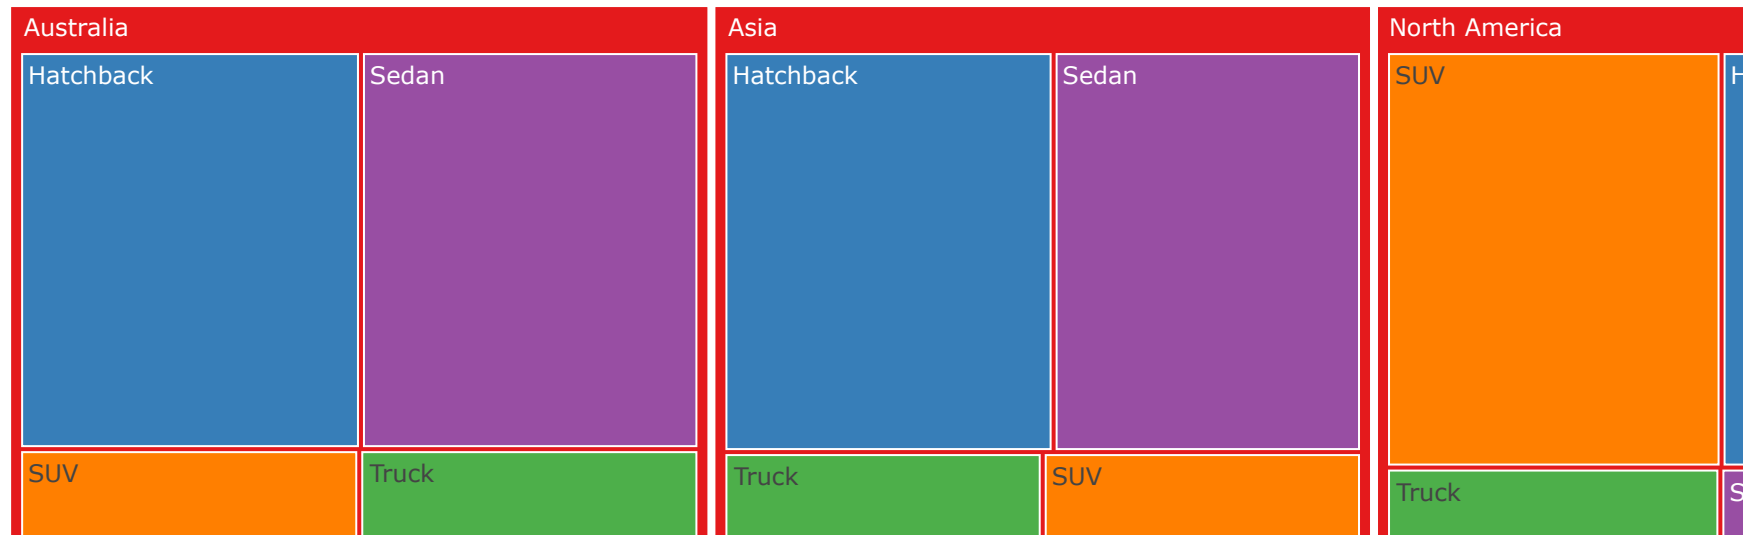 Australia
Hatchback
Sedan
SUV
Truck
Asia
Hatchback
Sedan
Truck
SUV
North America
SUV
Truck